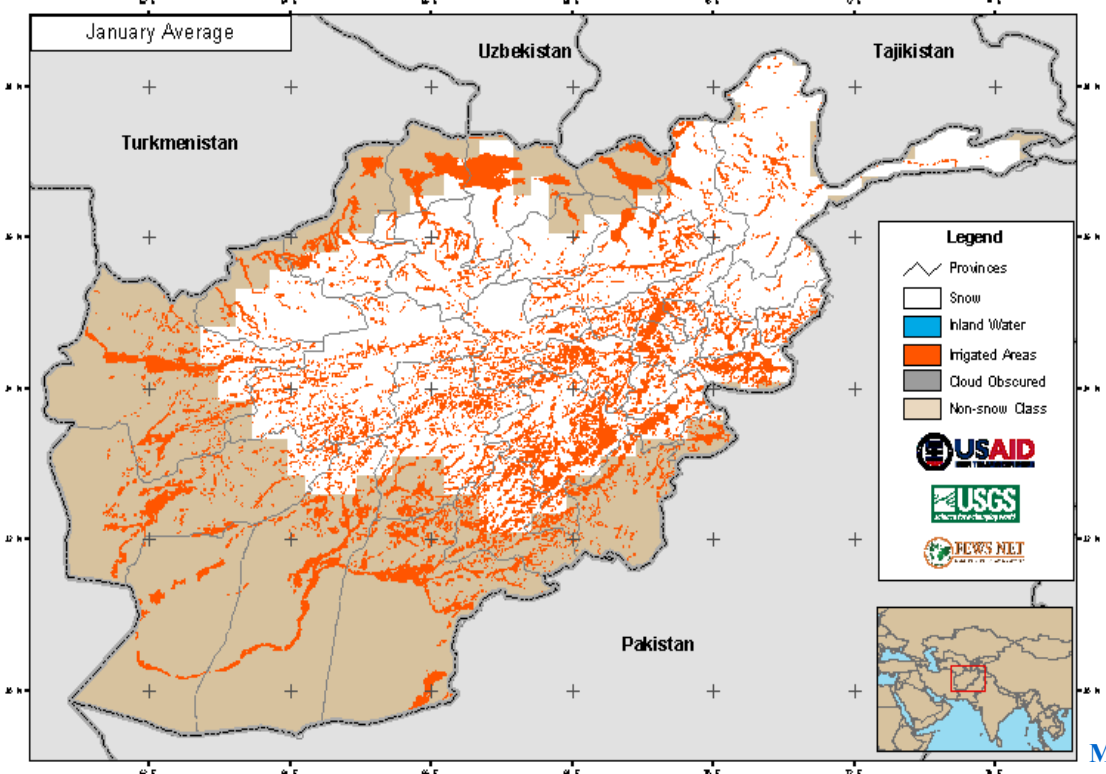 January Average
Uzbekistan
Tajikistan
Turkmenistan
Legend
Provinces
Snow
Inland Water
Irrigated Areas
Cloud Obscured
Non-snow Class
USAID
USGS
FEWS NET
Pakistan
M